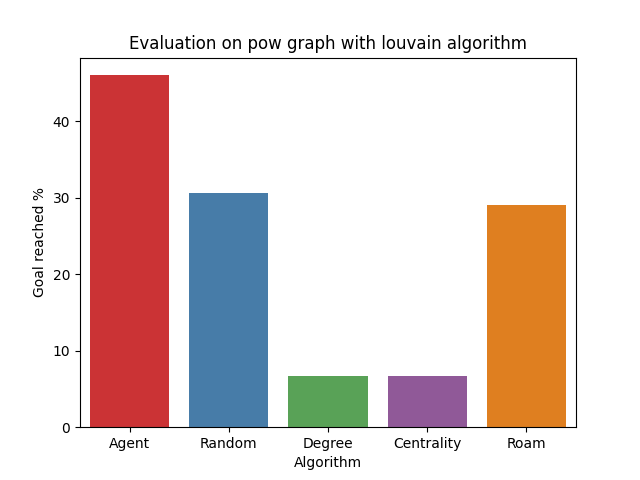 Evaluation on pow graph with louvain algorithm
Goal reached %
40
30
20
10
0
Agent Random Degree Centrality Roam
Algorithm